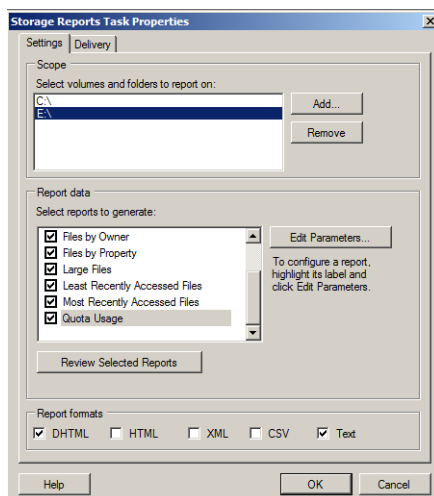 Storage Reports Task Properties
Settings
Delivery
Scope
Select volumes and folders to report on:
C:\
E:\
Add...
Remove
Report data
Select reports to generate:
Files by Owner
Files by Property
Large Files
Least Recently Accessed Files
Most Recently Accessed Files
Quota Usage
Edit Parameters...
To configure a report,
highlight its label and
click Edit Parameters.
Review Selected Reports
Report formats
DHTML HTML XML CSV Text
Help OK Cancel